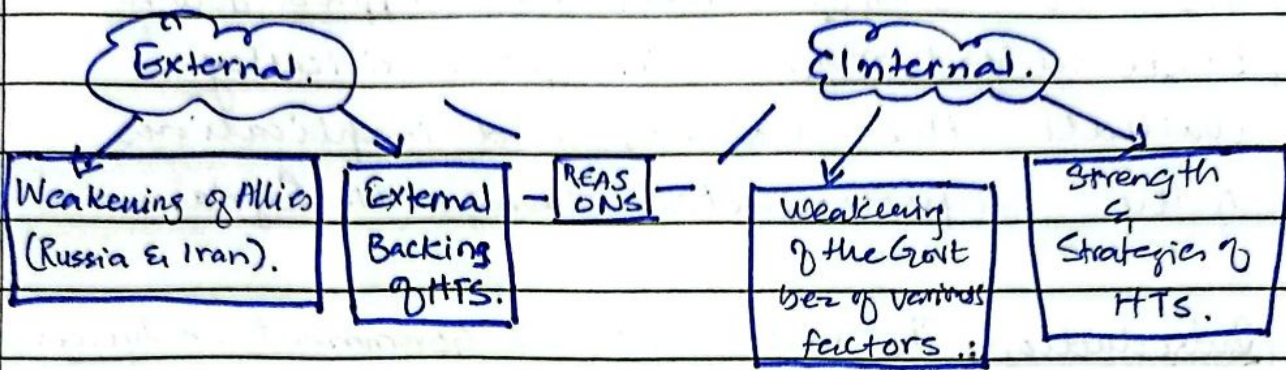 External.
Internal.
Weakening of Allies
(Russia & Iran).
External
Backing
of HTS.
REAS
ONS
Weakening
of the Govt
bez of various
factors .:
Strength
&
Strategies of
HTS.